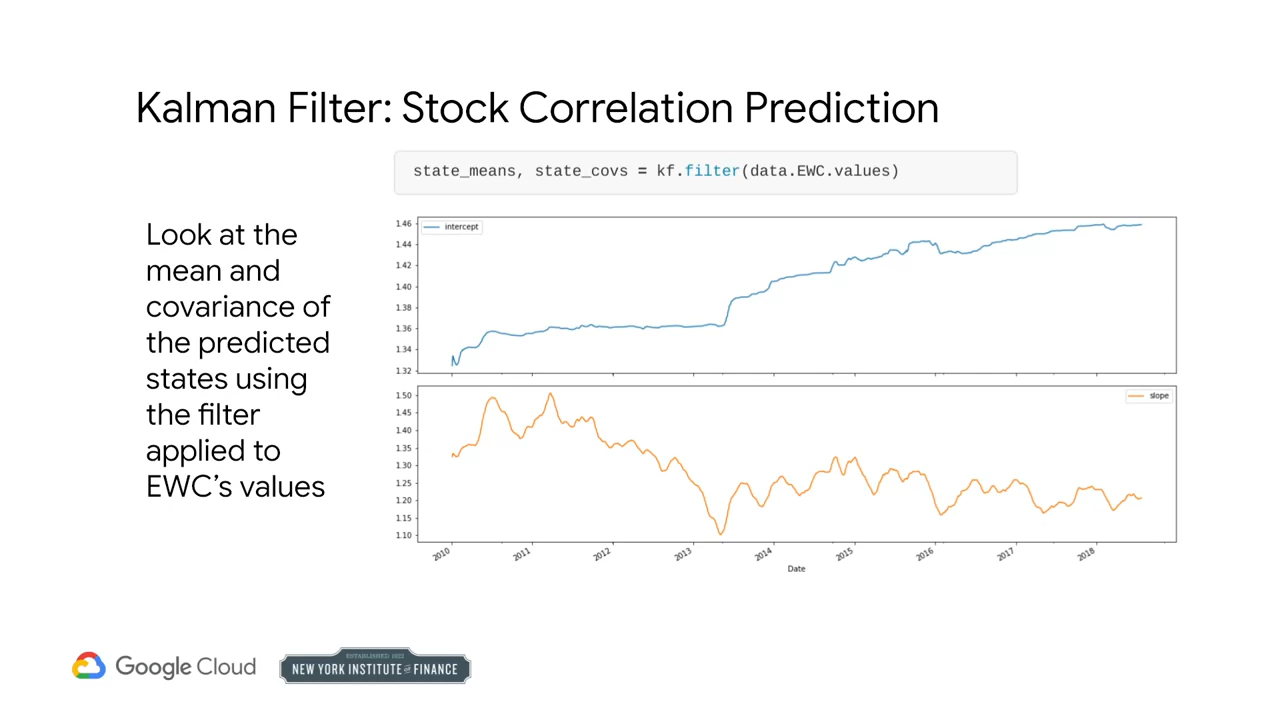 Kalman Filter: Stock Correlation Prediction
state_means, state_covs = kf.filter(data.EWC.values)
Look at the
mean and
covariance of
the predicted
states using
the filter
applied to
EWC’s values
intercept
1.46
1.44
1.42
1.40
1.38
1.36
1.34
1.32
slope
1.50
1.45
1.40
1.35
1.30
1.25
1.20
1.15
1.10
2010 2011 2012 2013 2014 2015 2016 2017 2018
Date
Google Cloud
ESTABLISHED 1922
NEW YORK INSTITUTE OF FINANCE